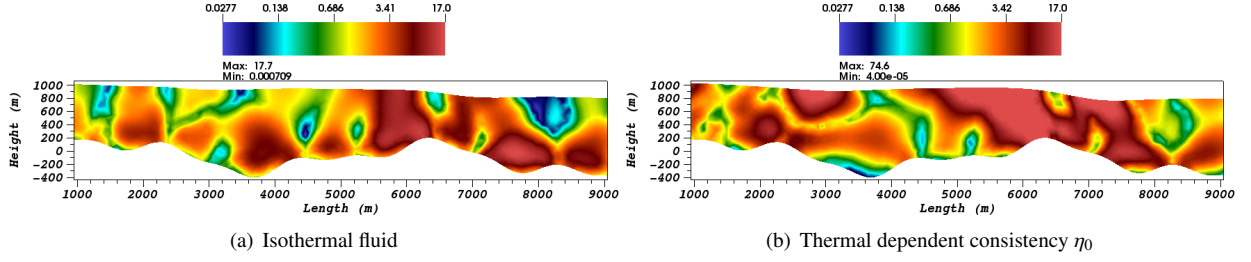 0.0277 0.138 0.686 3.41 17.0
Max: 17.7
Min: 0.000709
1000
800
600
400
200
0
-200
-400
Height (m)
1000 2000 3000 4000 5000 6000 7000 8000 9000
Length (m)
(a) Isothermal fluid
0.0277 0.138 0.686 3.42 17.0
Max: 74.6
Min: 4.00e-05
1000
800
600
400
200
0
-200
-400
Height (m)
1000 2000 3000 4000 5000 6000 7000 8000 9000
Length (m)
(b) Thermal dependent consistency η₀